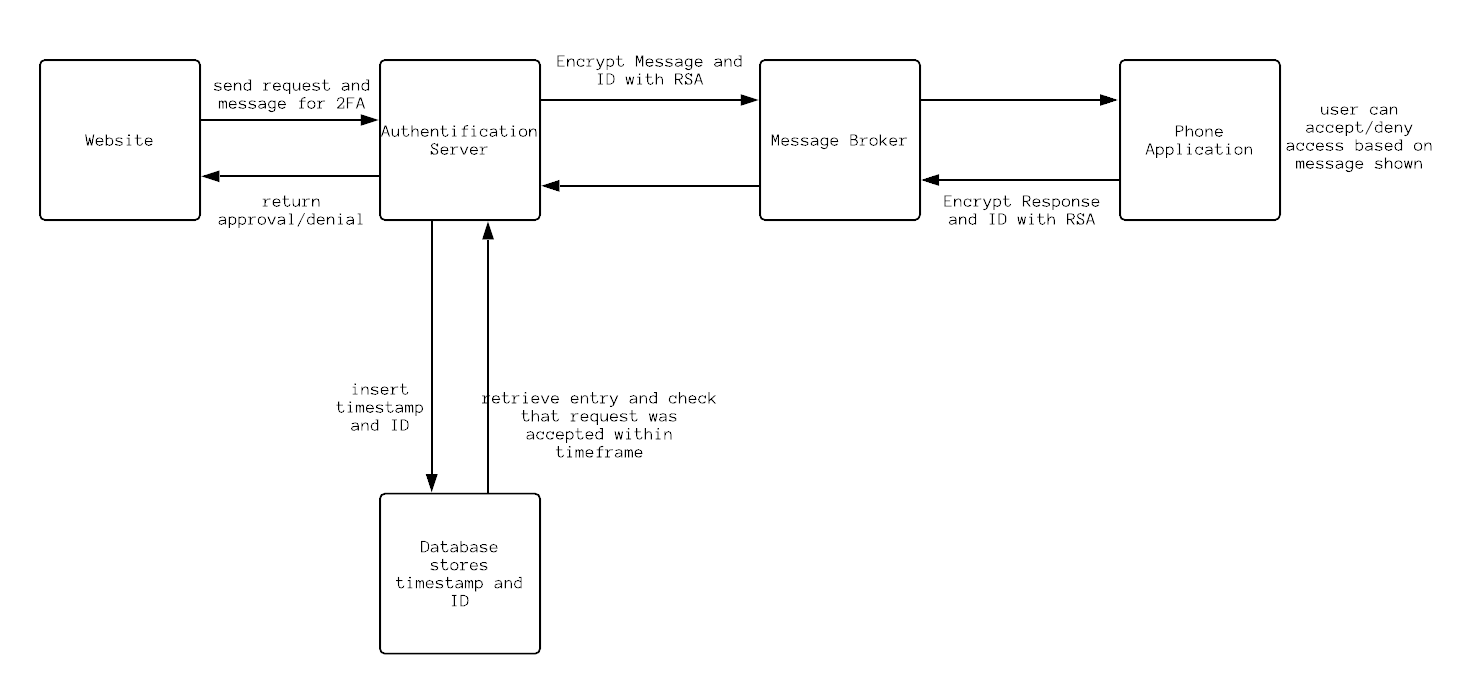 send request and
message for 2FA
Website
return
approval/denial
Authentification
Server
Encrypt Message and
ID with RSA
Message Broker
Phone
Application
Encrypt Response
and ID with RSA
user can
accept/deny
access based on
message shown
insert
timestamp
and ID
retrieve entry and check
that request was
accepted within
timeframe
Database
stores
timestamp and
ID